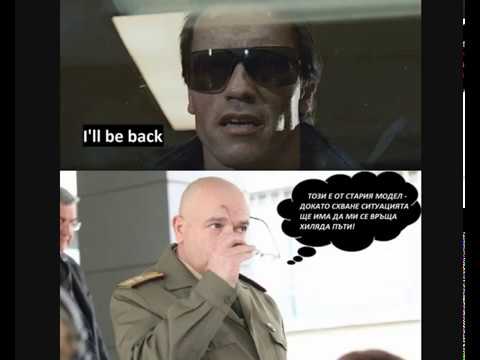 I'll be back
ТОЗИ Е ОТ СТАРИЯ МОДЕЛ -
ДОКАТО СХВАНЕ СИТУАЦИЯТА
ЩЕ ИМА ДА МИ СЕ ВРЪЩА
ХИЛЯДА ПЪТИ!